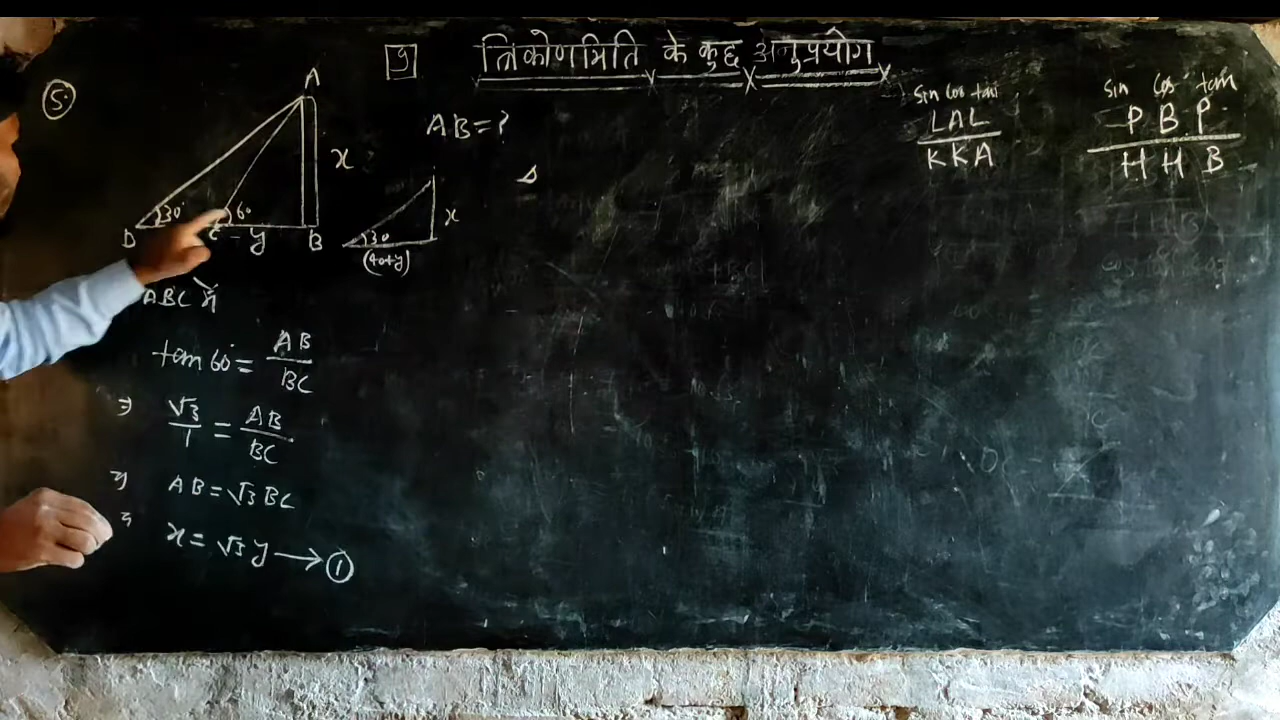 ९ त्रिकोणमिति के कुछ अनुप्रयोग
5
A
x
30°
60
D
C
y
B
AB=?
x
30
(40+y)
Δ
Sin Cos tan
LAL
KKA
Sin Cos tan
P B P
H H B
ABC में
tan 60° = AB/BC
⇒ √3/1 = AB/BC
⇒ AB=√3 BC
⇒ x = √3 y → 1